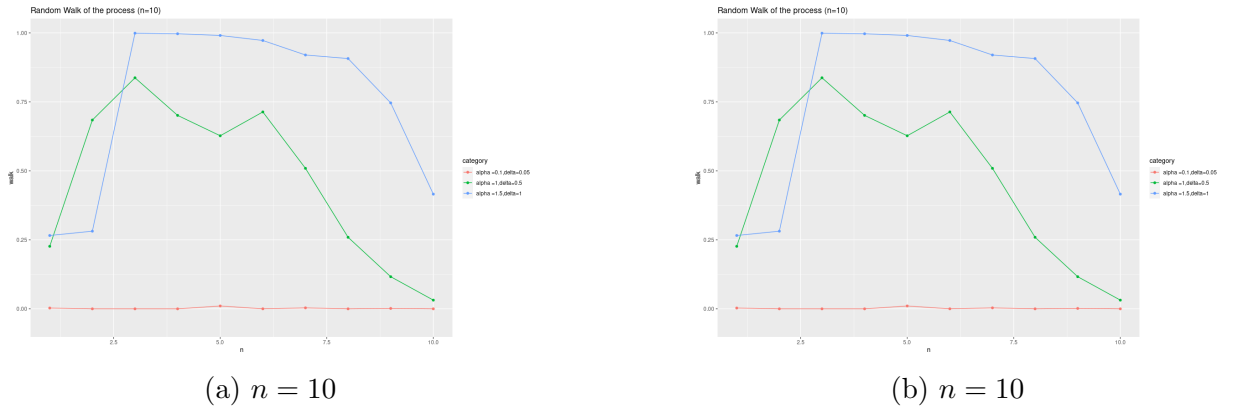 Random Walk of the process (n=10)
1.00
0.75
0.50
0.25
0.00
walk
2.5
5.0
7.5
10.0
n
category
alpha =0.1,delta=0.05
alpha =1,delta=0.5
alpha =1.5,delta=1
(a) n = 10
Random Walk of the process (n=10)
1.00
0.75
0.50
0.25
0.00
walk
2.5
5.0
7.5
10.0
n
category
alpha =0.1,delta=0.05
alpha =1,delta=0.5
alpha =1.5,delta=1
(b) n = 10